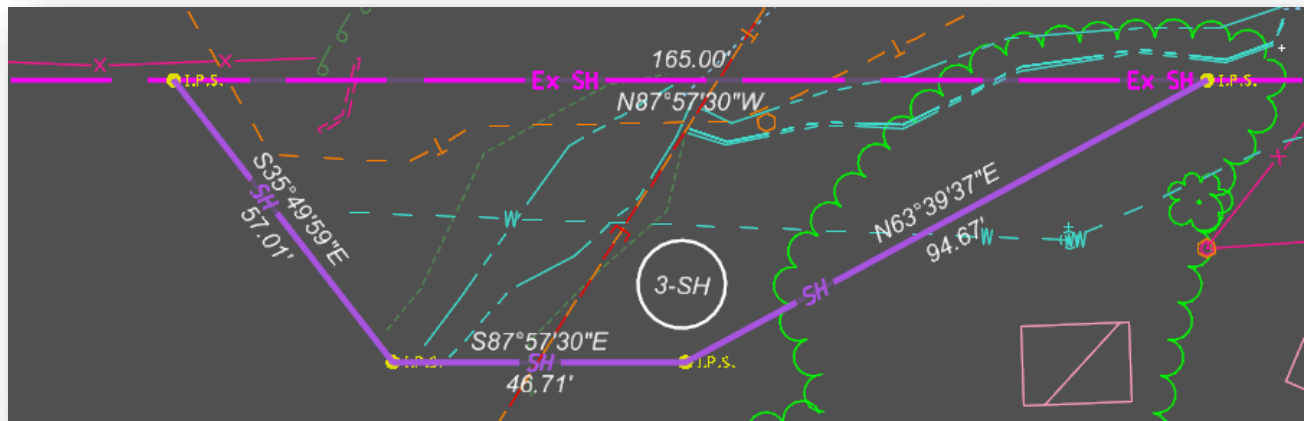 165.00'
I.P.S.
Ex SH
Ex SH
I.P.S.
N87°57'30"W
S35°49'59"E
SH
57.01'
W
N63°39'37"E
94.67'
W
W
3-SH
SH
S87°57'30"E
I.P.S.
SH
I.P.S.
46.71'